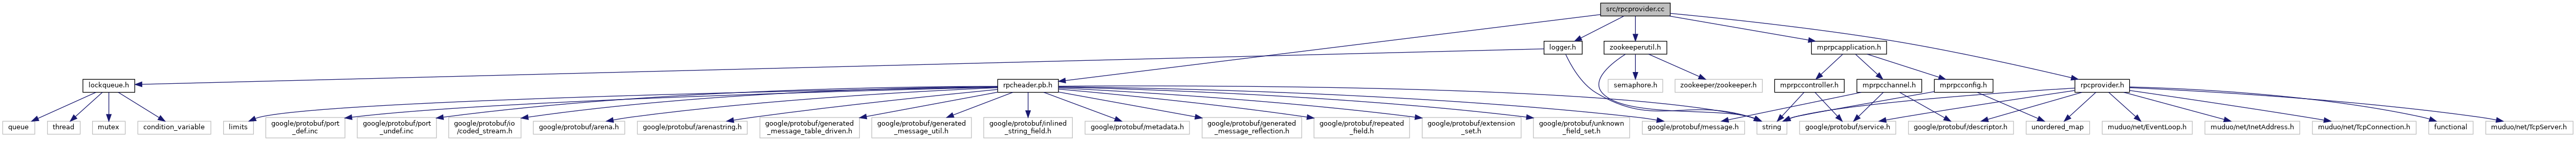 src/rpcprovider.cc
logger.h
zookeeperutil.h
mprpcapplication.h
lockqueue.h
rpcheader.pb.h
semaphore.h
zookeeper/zookeeper.h
mprpccontroller.h
mprpcchannel.h
mprpcconfig.h
rpcprovider.h
queue
thread
mutex
condition_variable
limits
google/protobuf/port
_def.inc
google/protobuf/port
_undef.inc
google/protobuf/io
/coded_stream.h
google/protobuf/arena.h
google/protobuf/arenastring.h
google/protobuf/generated
_message_table_driven.h
google/protobuf/generated
_message_util.h
google/protobuf/inlined
_string_field.h
google/protobuf/metadata.h
google/protobuf/generated
_message_reflection.h
google/protobuf/repeated
_field.h
google/protobuf/extension
_set.h
google/protobuf/unknown
_field_set.h
google/protobuf/message.h
string
google/protobuf/service.h
google/protobuf/descriptor.h
unordered_map
muduo/net/EventLoop.h
muduo/net/InetAddress.h
muduo/net/TcpConnection.h
functional
muduo/net/TcpServer.h